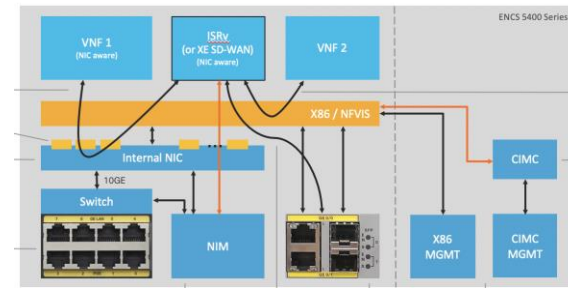 ENCS 5400 Series
VNF 1
(NIC aware)
ISRv
(or XE SD-WAN)
(NIC aware)
VNF 2
X86 / NFVIS
Internal NIC
10GE
Switch
NIM
CIMC
X86
MGMT
CIMC
MGMT